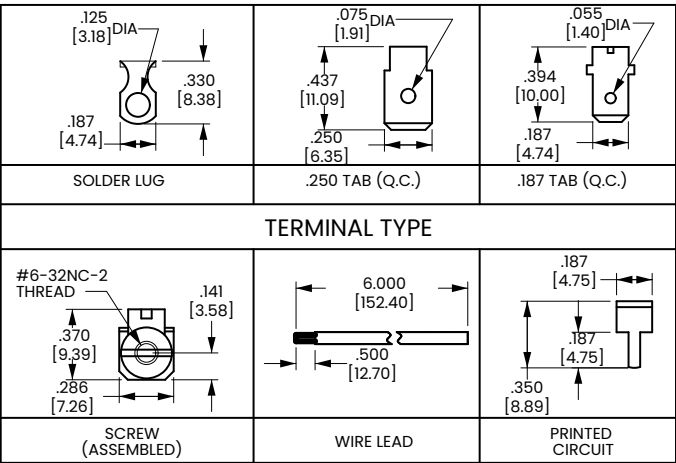 .125
[3.18]
DIA
.330
[8.38]
.187
[4.74]
SOLDER LUG
.075
[1.91]
DIA
.437
[11.09]
.250
[6.35]
.250 TAB (Q.C.)
.055
[1.40]
DIA
.394
[10.00]
.187
[4.74]
.187 TAB (Q.C.)
TERMINAL TYPE
#6-32NC-2
THREAD
.141
[3.58]
.370
[9.39]
.286
[7.26]
SCREW
(ASSEMBLED)
6.000
[152.40]
.500
[12.70]
WIRE LEAD
.187
[4.75]
.187
[4.75]
.350
[8.89]
PRINTED
CIRCUIT